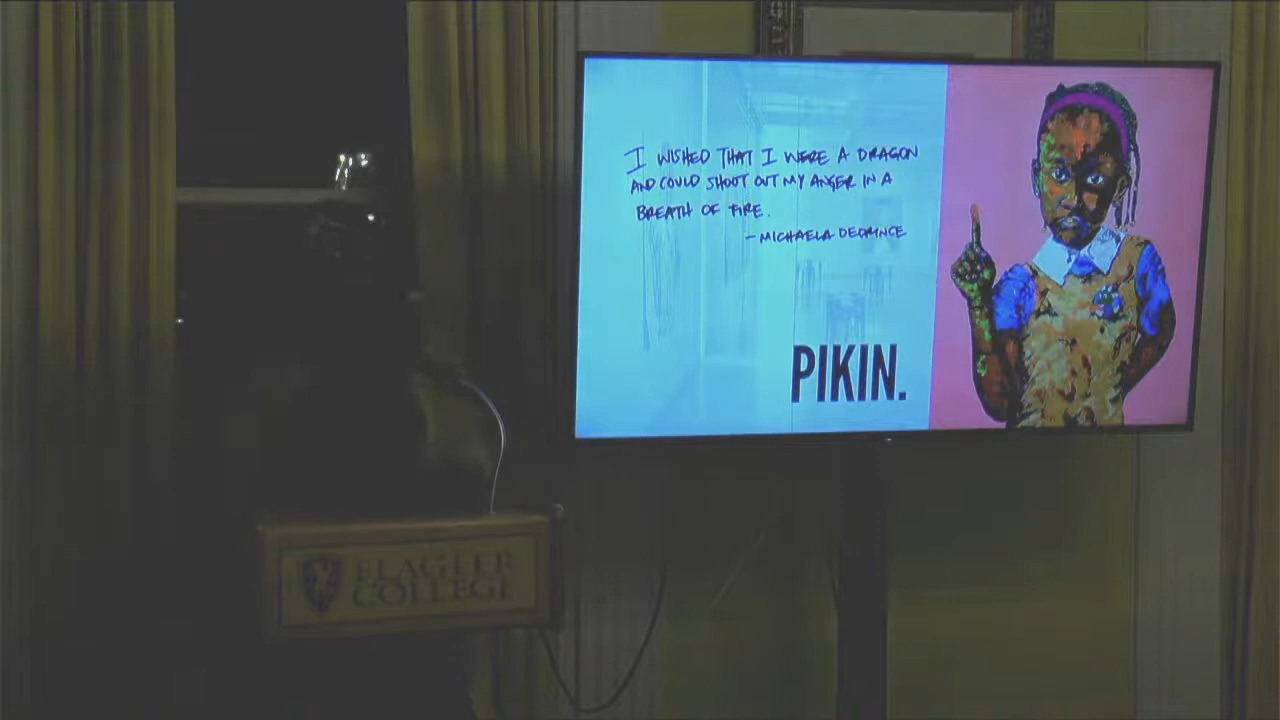 I WISHED THAT I WERE A DRAGON
AND COULD SHOOT OUT MY ANGER IN A
BREATH OF FIRE.
- MICHAELA DEPRINCE
PIKIN.
FLAGLER
COLLEGE